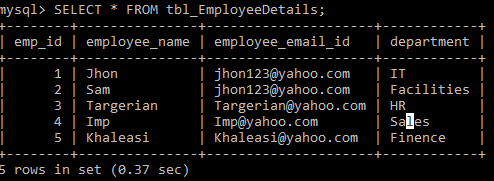 mysql> SELECT * FROM tbl_EmployeeDetails;
| emp_id | employee_name | employee_email_id | department |
| 1 | Jhon | jhon123@yahoo.com | IT |
| 2 | Sam | jhon123@yahoo.com | Facilities |
| 3 | Targerian | Targerian@yahoo.com | HR |
| 4 | Imp | Imp@yahoo.com | Sales |
| 5 | Khaleasi | Khaleasi@yahoo.com | Finence |
5 rows in set (0.37 sec)